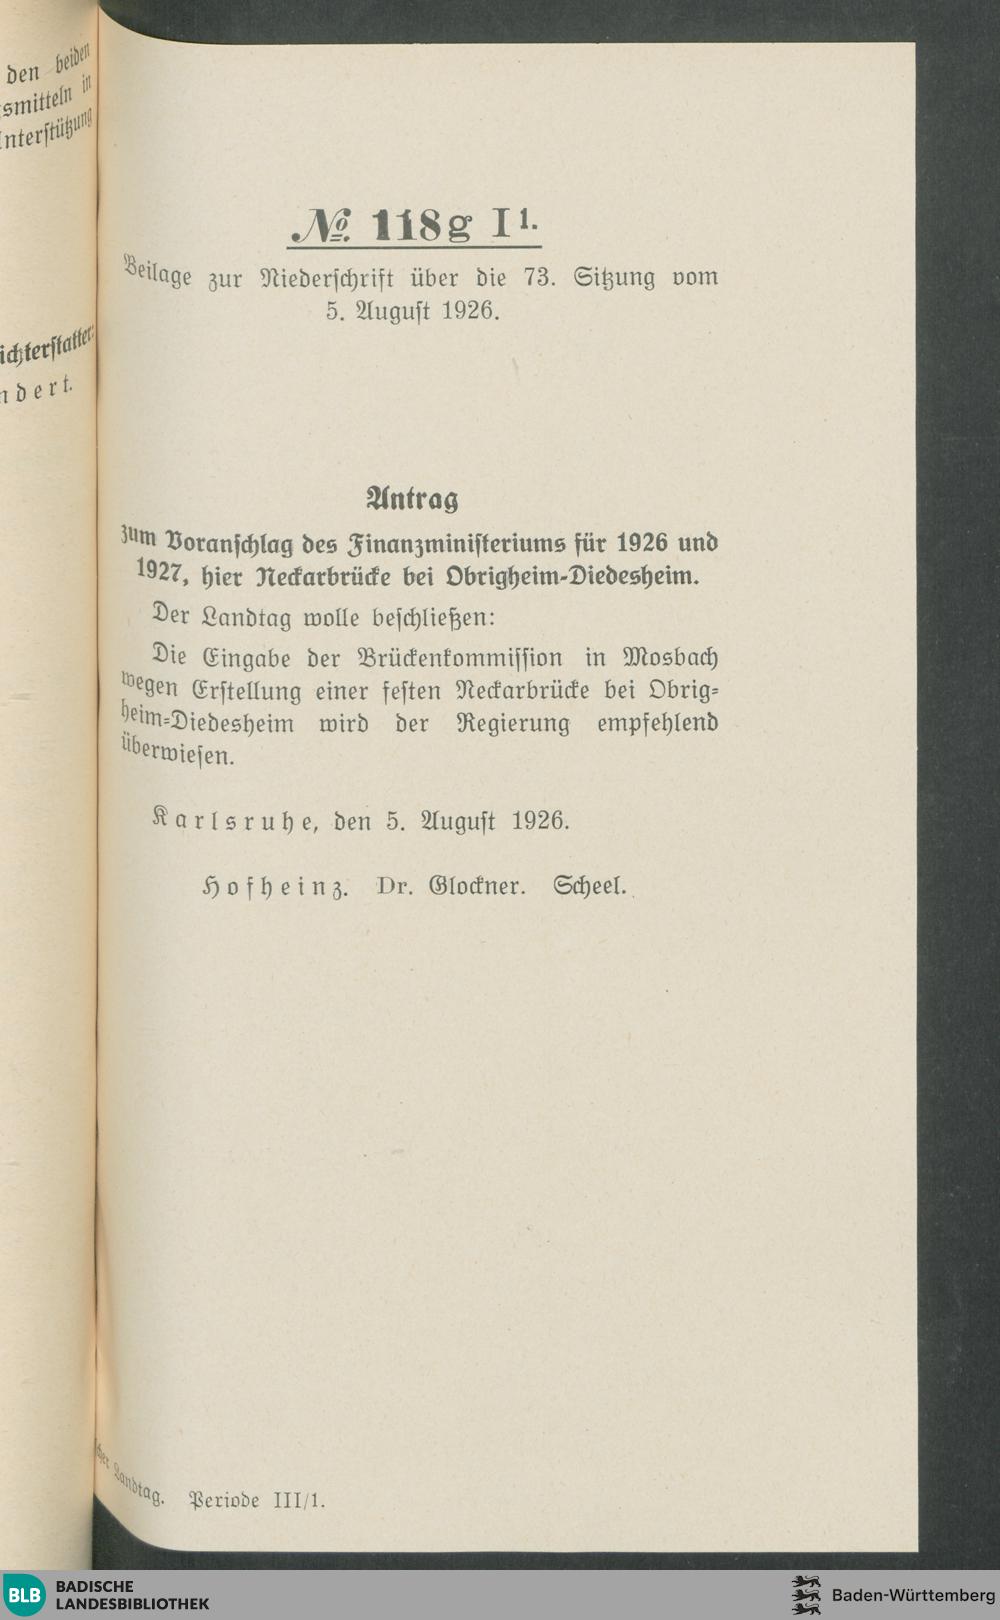 den beiden
smitteln in
nterstützung
ichterstatter:
ndert.
№ 118g I¹.
Beilage zur Niederschrift über die 73. Sitzung vom
5. August 1926.
Antrag
zum Voranschlag des Finanzministeriums für 1926 und
1927, hier Neckarbrücke bei Obrigheim-Diedesheim.
Der Landtag wolle beschließen:
Die Eingabe der Brückenkommission in Mosbach
wegen Erstellung einer festen Neckarbrücke bei Obrig-
heim-Diedesheim wird der Regierung empfehlend
überwiesen.
Karlsruhe, den 5. August 1926.
Hofheinz. Dr. Glockner. Scheel.
cher Landtag. Periode III/1.
BLB BADISCHE
LANDESBIBLIOTHEK
Baden-Württemberg